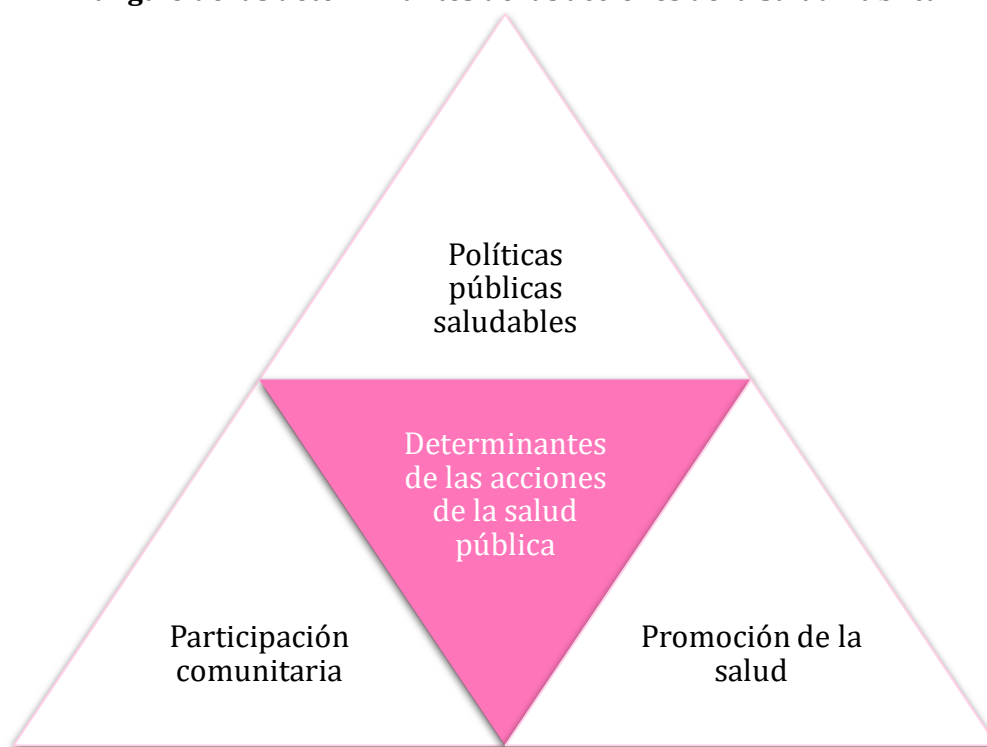 Políticas
públicas
saludables
Determinantes
de las acciones
de la salud
pública
Participación
comunitaria
Promoción de la
salud